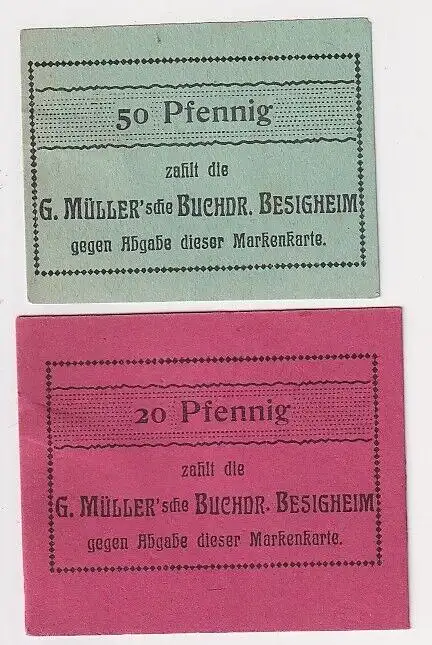 50 Pfennig
zahlt die
G. MÜLLER'sche BUCHDR. BESIGHEIM
gegen Abgabe dieser Markenkarte.
20 Pfennig
zahlt die
G. MÜLLER'sche BUCHDR. BESIGHEIM
gegen Abgabe dieser Markenkarte.